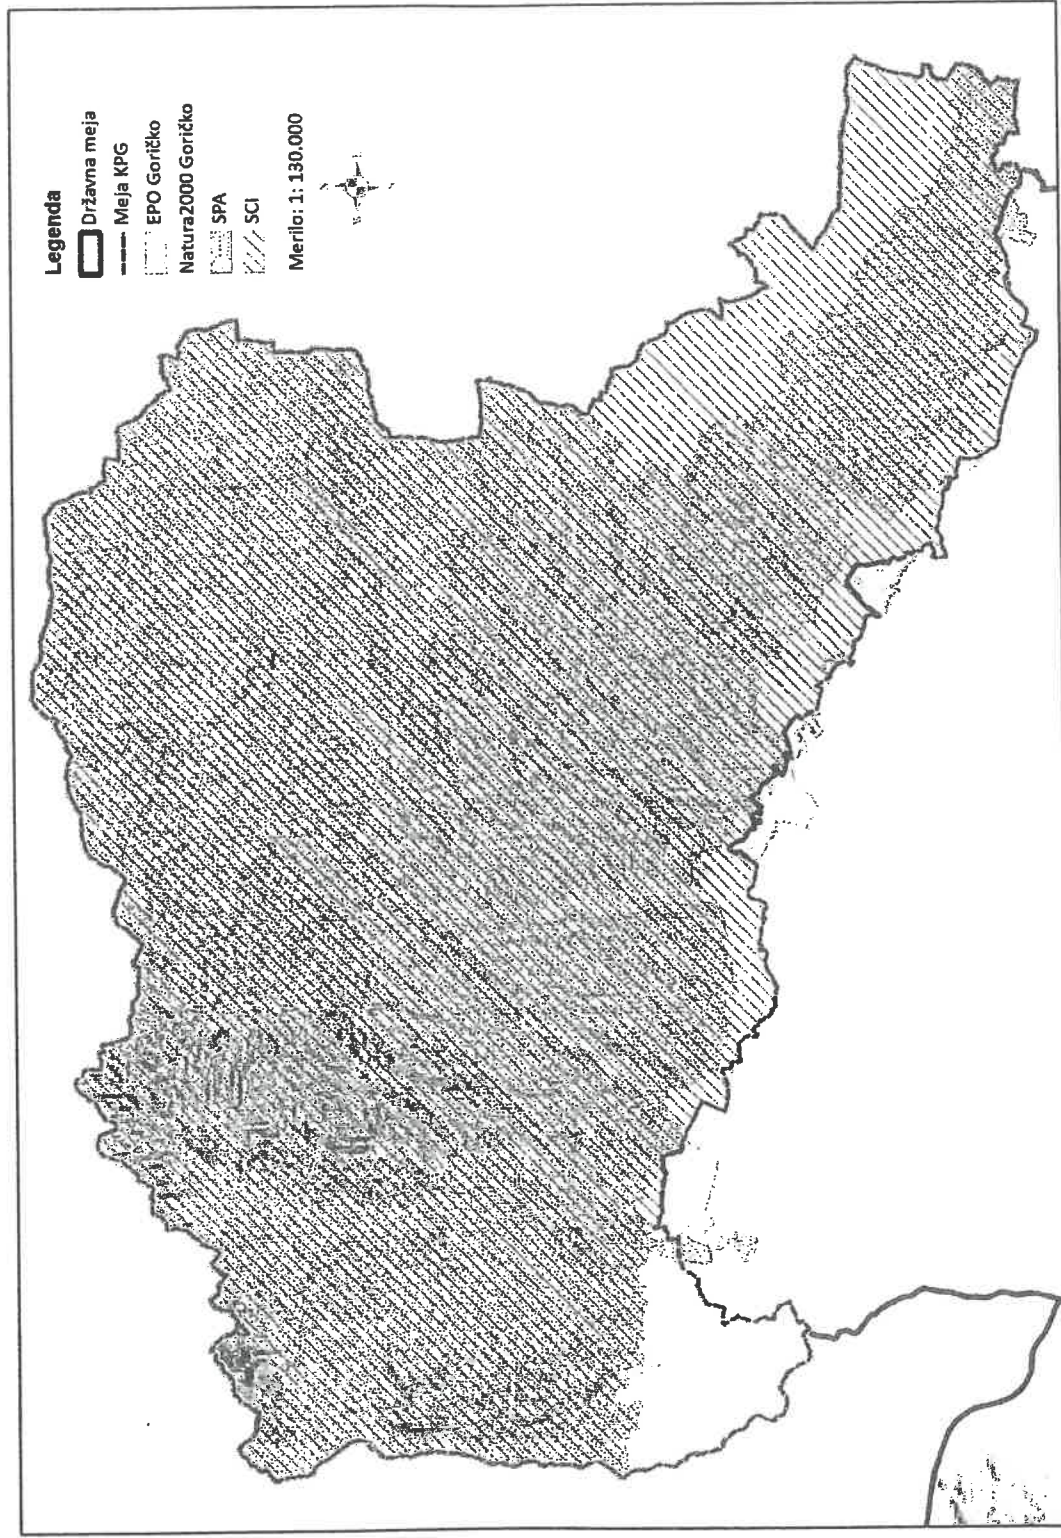 Legenda
Državna meja
Meja KPG
EPO Goričko
Natura2000 Goričko
SPA
SCI
Merilo: 1: 130.000